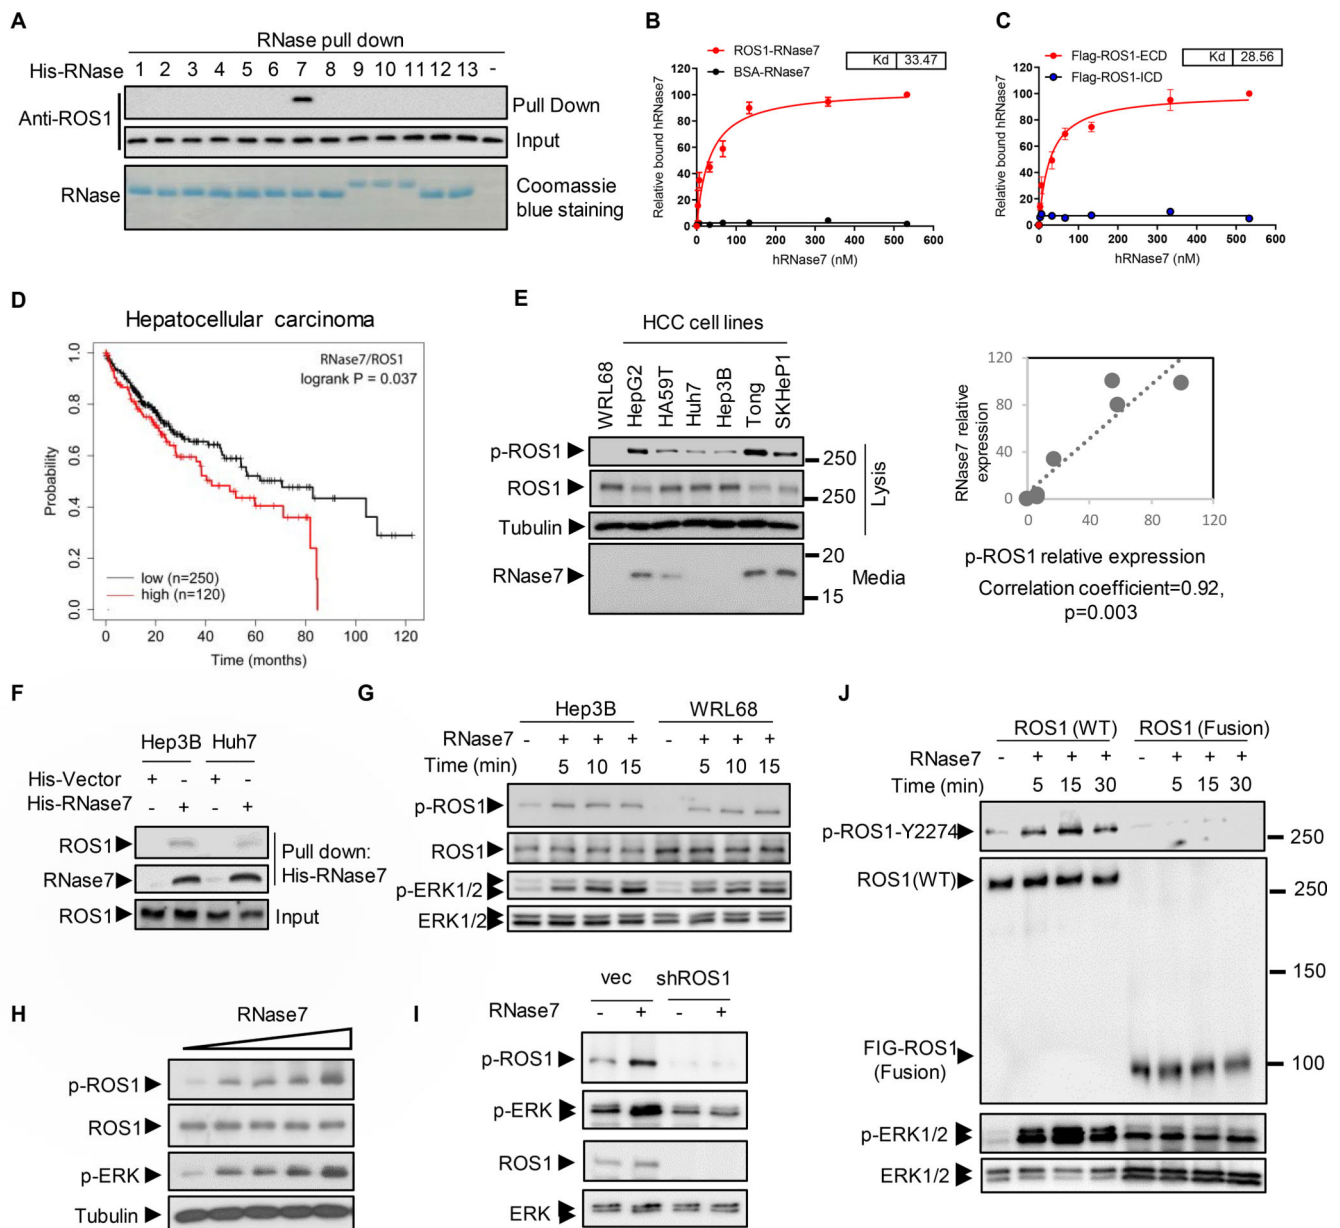 A
RNase pull down
His-RNase 1 2 3 4 5 6 7 8 9 10 11 12 13 -
Anti-ROS1
Pull Down
Input
RNase
Coomassie
blue staining
B
ROS1-RNase7
BSA-RNase7
Kd 33.47
Relative bound hRNase7
120
100
80
60
40
20
0
0 100 200 300 400 500 600
hRNase7 (nM)
C
Flag-ROS1-ECD
Flag-ROS1-ICD
Kd 28.56
Relative bound hRNase7
120
100
80
60
40
20
0
0 100 200 300 400 500 600
hRNase7 (nM)
D
Hepatocellular carcinoma
RNase7/ROS1
logrank P = 0.037
Probability
1.0
0.8
0.6
0.4
0.2
0.0
low (n=250)
high (n=120)
0 20 40 60 80 100 120
Time (months)
E
HCC cell lines
WRL68
HepG2
HA59T
Huh7
Hep3B
Tong
SKHeP1
p-ROS1
250
ROS1
250
Tubulin
Lysis
20
RNase7
Media
15
RNase7 relative
expression
120
80
40
0
0 40 80 120
p-ROS1 relative expression
Correlation coefficient=0.92,
p=0.003
F
Hep3B Huh7
His-Vector + - + -
His-RNase7 - + - +
ROS1
RNase7
Pull down:
His-RNase7
ROS1
Input
G
Hep3B WRL68
RNase7 - + + + - + + +
Time (min) 5 10 15 5 10 15
p-ROS1
ROS1
p-ERK1/2
ERK1/2
H
RNase7
p-ROS1
ROS1
p-ERK
Tubulin
I
vec shROS1
RNase7 - + - +
p-ROS1
p-ERK
ROS1
ERK
J
ROS1 (WT) ROS1 (Fusion)
RNase7 - + + + - + + +
Time (min) 5 15 30 5 15 30
p-ROS1-Y2274
250
ROS1(WT)
250
150
FIG-ROS1
(Fusion)
100
p-ERK1/2
ERK1/2